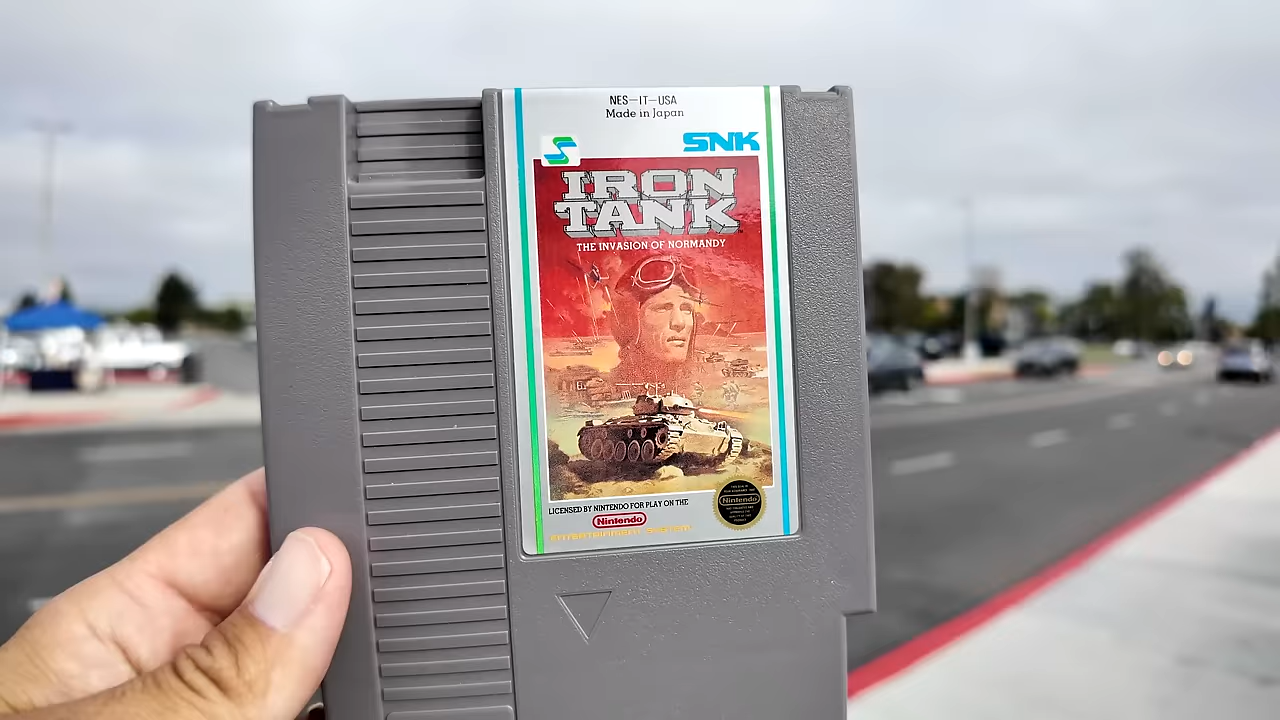 NES-IT-USA
Made in Japan
SNK
IRON
TANK
THE INVASION OF NORMANDY
LICENSED BY NINTENDO FOR PLAY ON THE
Nintendo
ENTERTAINMENT SYSTEM
Nintendo